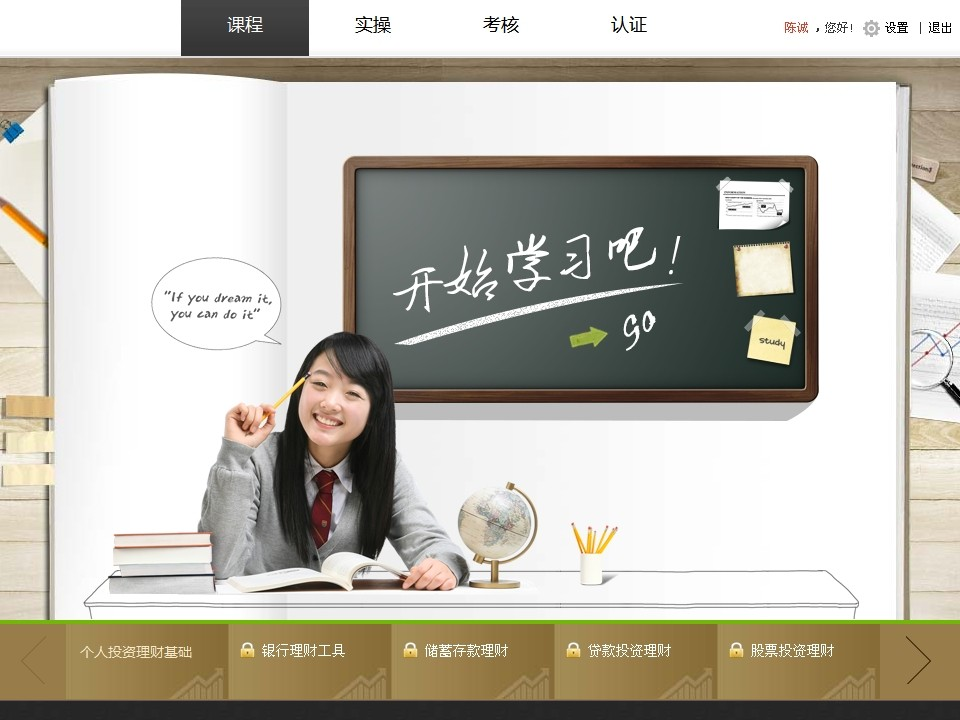 课程 实操 考核 认证
陈诚，您好! 设置 | 退出
开始学习吧!
GO
"If you dream it,
you can do it"
study
个人投资理财基础
银行理财工具
储蓄存款理财
贷款投资理财
股票投资理财